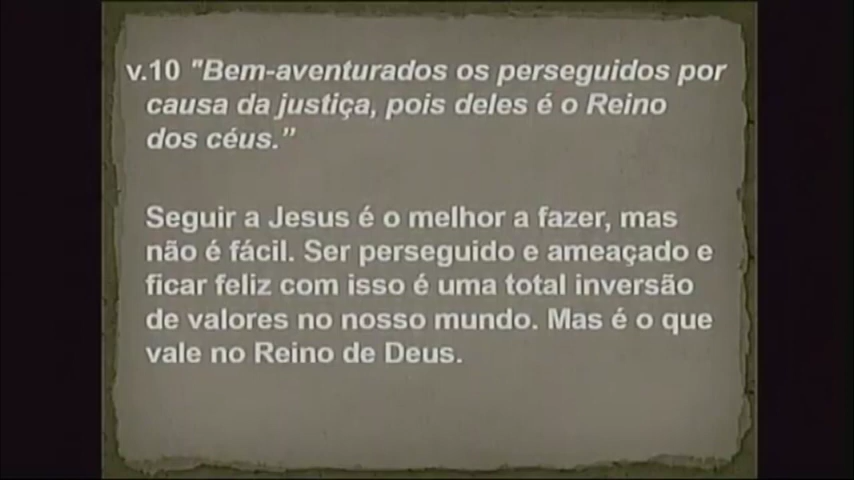 v.10 "Bem-aventurados os perseguidos por
causa da justiça, pois deles é o Reino
dos céus.”
Seguir a Jesus é o melhor a fazer, mas
não é fácil. Ser perseguido e ameaçado e
ficar feliz com isso é uma total inversão
de valores no nosso mundo. Mas é o que
vale no Reino de Deus.